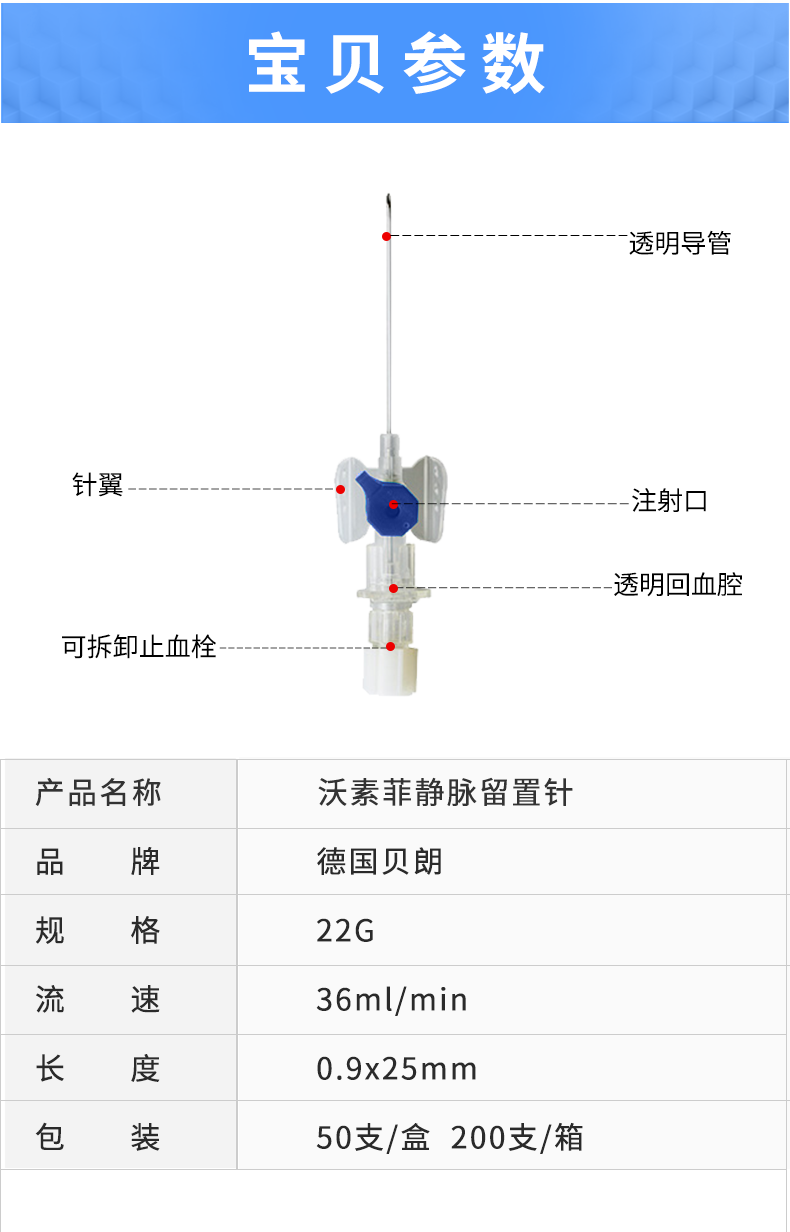 宝贝参数
透明导管
针翼
注射口
透明回血腔
可拆卸止血栓
产品名称 沃素菲静脉留置针
品 牌 德国贝朗
规 格 22G
流 速 36ml/min
长 度 0.9x25mm
包 装 50支/盒 200支/箱